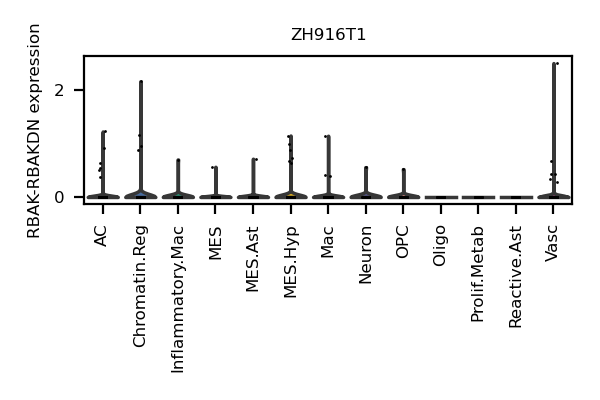 ZH916T1
RBAK-RBAKDN expression
2
0
AC
Chromatin.Reg
Inflammatory.Mac
MES
MES.Ast
MES.Hyp
Mac
Neuron
OPC
Oligo
Prolif.Metab
Reactive.Ast
Vasc